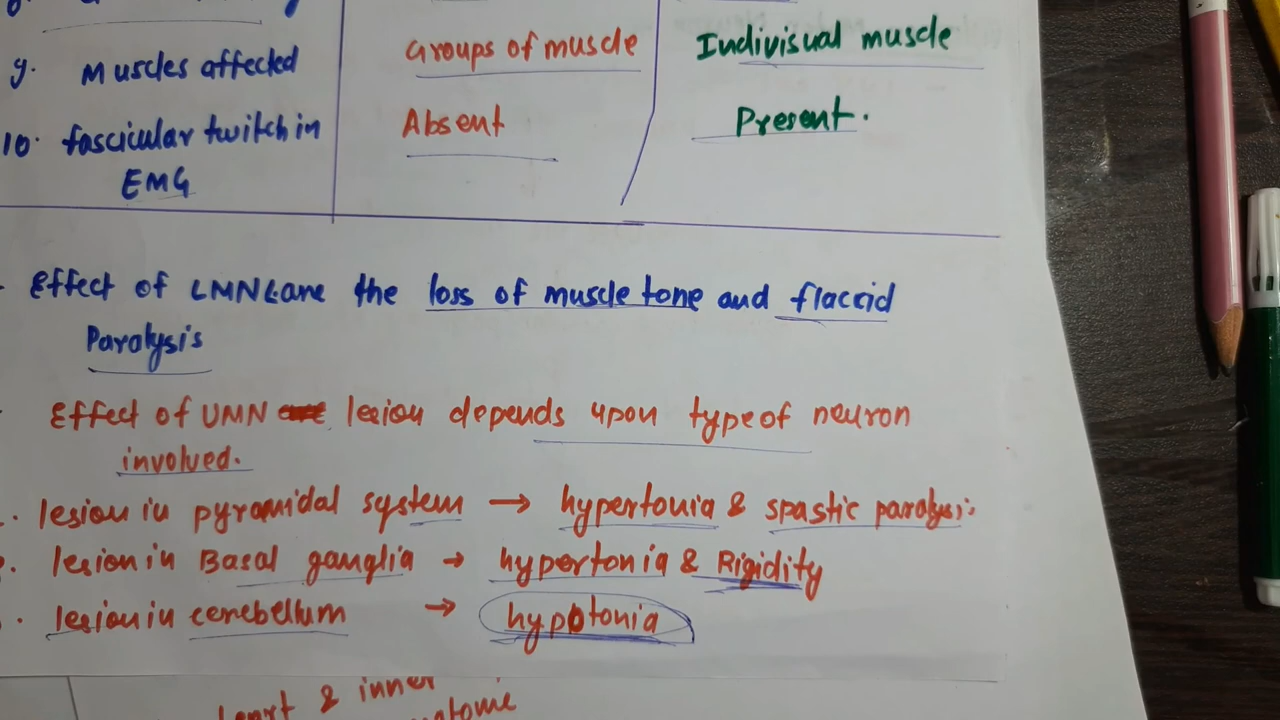 9. Muscles affected Groups of muscle Indivisual muscle
10. fascicular twitch in Absent Present.
EMG
Effect of LMNL are the loss of muscle tone and flaccid
Paralysis
Effect of UMN lesion depends upon type of neuron
involved.
lesion in pyramidal system → hypertonia & spastic paralysis
lesion in Basal ganglia → hypertonia & Rigidity
lesion in cerebellum → hypotonia
& inner